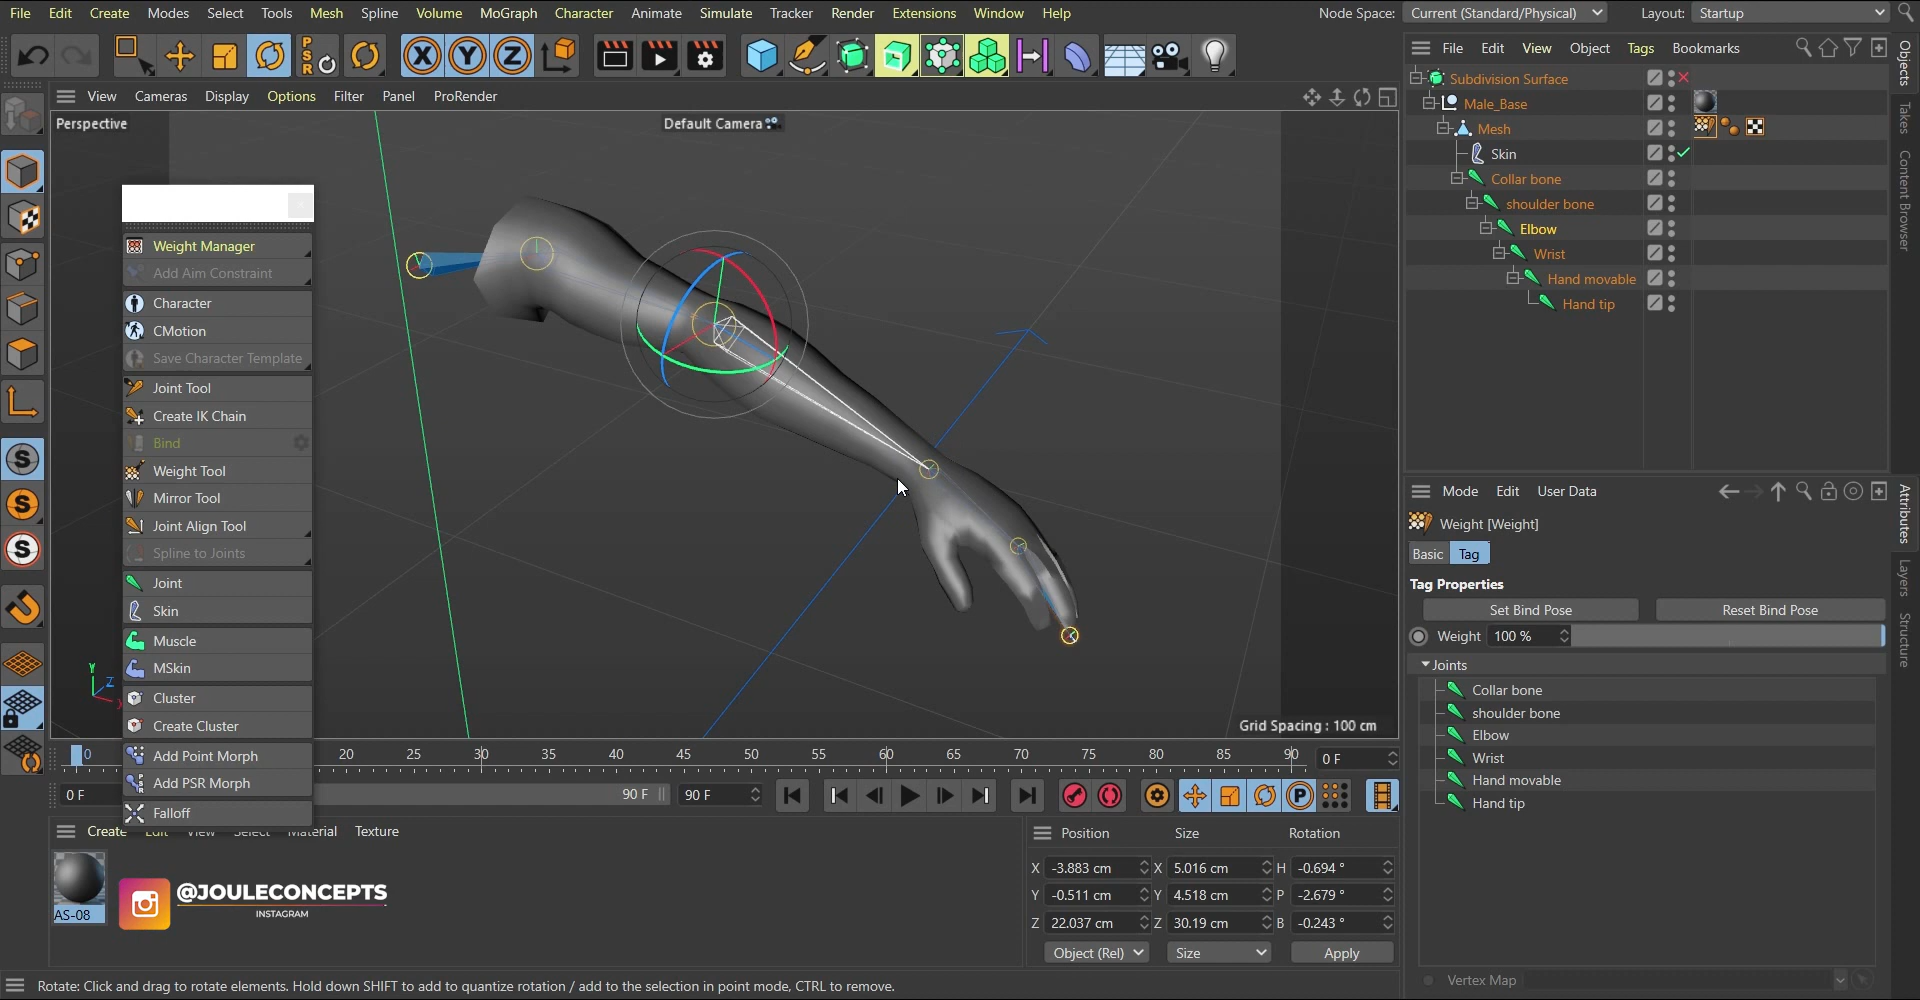 File Edit Create Modes Select Tools Mesh Spline Volume MoGraph Character Animate Simulate Tracker Render Extensions Window Help
Node Space: Current (Standard/Physical) Layout: Startup
PSR X Y Z
File Edit View Object Tags Bookmarks
View Cameras Display Options Filter Panel ProRender
Perspective
Default Camera
Subdivision Surface
Male_Base
Mesh
Skin
Collar bone
shoulder bone
Elbow
Wrist
Hand movable
Hand tip
Objects
Takes
Content Browser
Weight Manager
Add Aim Constraint
Character
CMotion
Save Character Template
Joint Tool
Create IK Chain
Bind
Weight Tool
Mirror Tool
Joint Align Tool
Spline to Joints
Joint
Skin
Muscle
MSkin
Cluster
Create Cluster
Add Point Morph
Add PSR Morph
Falloff
S
S
S
Y
Z
X
Grid Spacing : 100 cm
Mode Edit User Data
Weight [Weight]
Basic Tag
Tag Properties
Set Bind Pose Reset Bind Pose
Weight 100 %
Joints
Collar bone
shoulder bone
Elbow
Wrist
Hand movable
Hand tip
Vertex Map
Attributes
Layers
Structure
0 20 25 30 35 40 45 50 55 60 65 70 75 80 85 90 0 F
0 F 90 F 90 F
P
Create Edit View Select Material Texture
AS-08
@JOULECONCEPTS
INSTAGRAM
Position Size Rotation
X -3.883 cm X 5.016 cm H -0.694 °
Y -0.511 cm Y 4.518 cm P -2.679 °
Z 22.037 cm Z 30.19 cm B -0.243 °
Object (Rel) Size Apply
Rotate: Click and drag to rotate elements. Hold down SHIFT to add to quantize rotation / add to the selection in point mode, CTRL to remove.